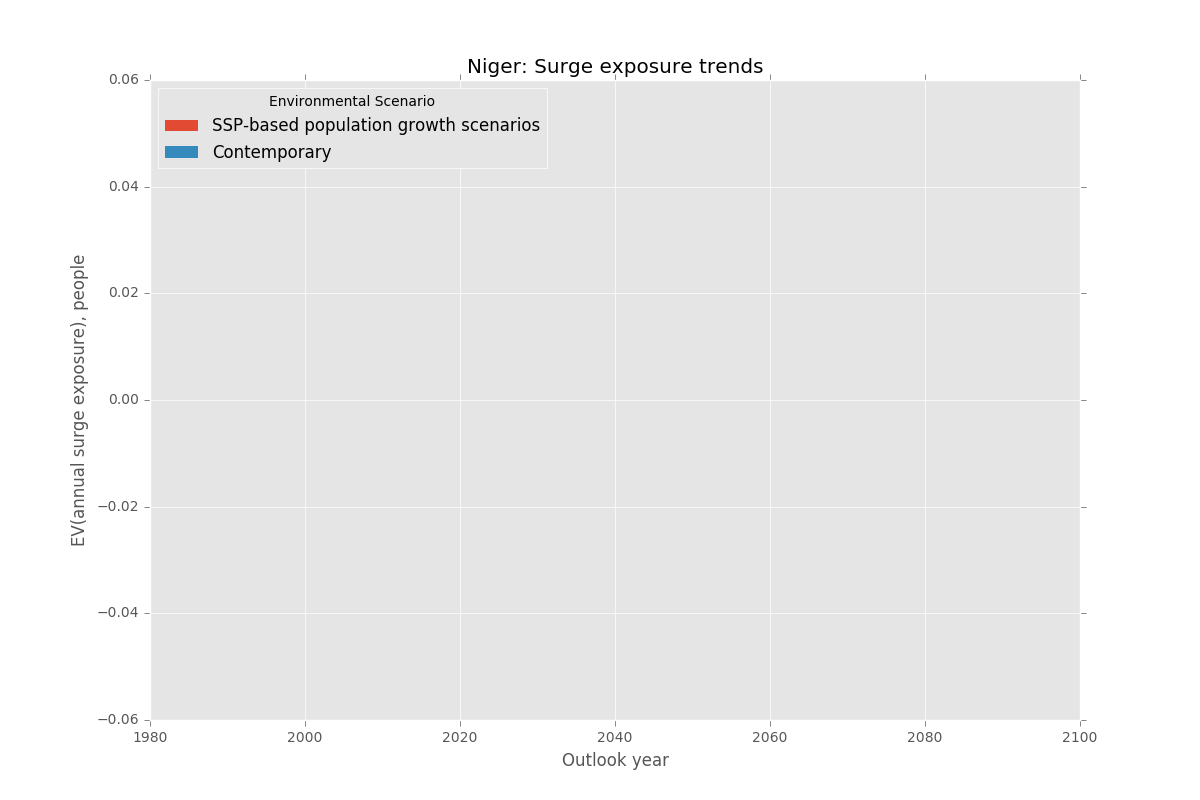 Niger: Surge exposure trends
Environmental Scenario
SSP-based population growth scenarios
Contemporary
0.06
0.04
0.02
0.00
−0.02
−0.04
−0.06
EV(annual surge exposure), people
1980 2000 2020 2040 2060 2080 2100
Outlook year